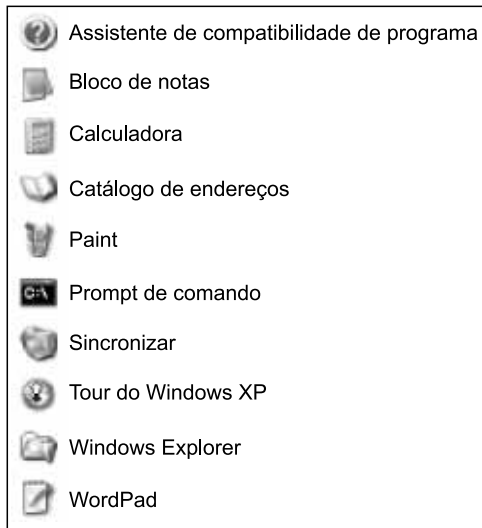 Assistente de compatibilidade de programa
Bloco de notas
Calculadora
Catálogo de endereços
Paint
C:\ Prompt de comando
Sincronizar
Tour do Windows XP
Windows Explorer
WordPad